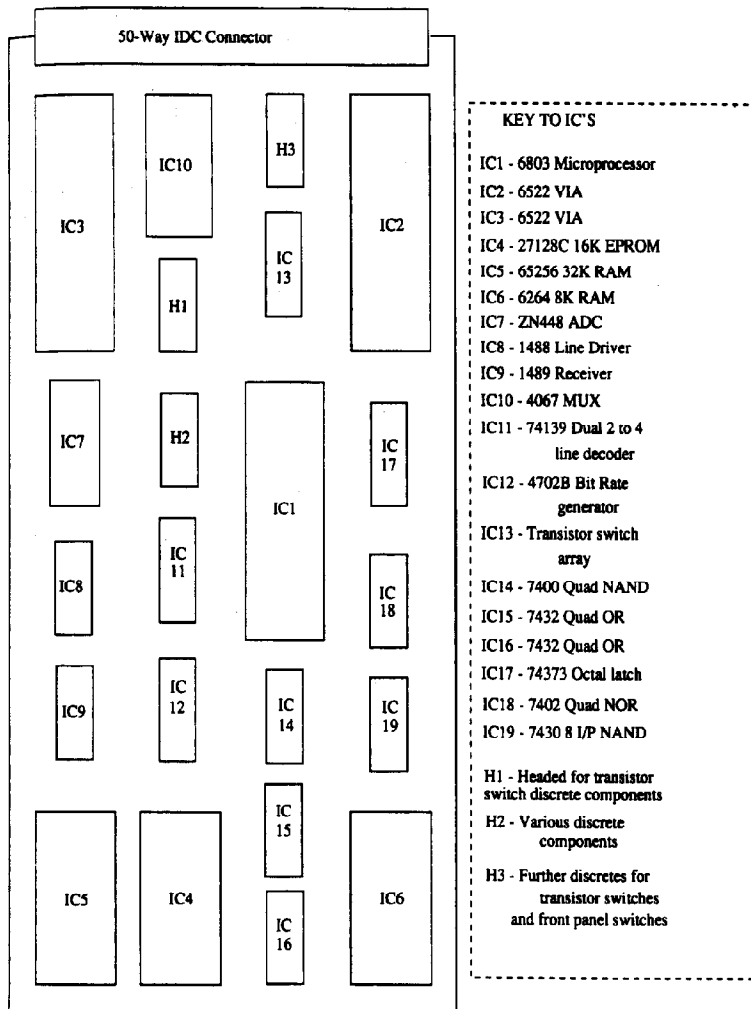 50-Way IDC Connector
IC3
IC10
H3
IC2
IC
13
H1
IC7
H2
IC1
IC
17
IC8
IC
11
IC
18
IC9
IC
12
IC
14
IC
19
IC
15
IC5
IC4
IC
16
IC6
KEY TO IC'S
IC1 - 6803 Microprocessor
IC2 - 6522 VIA
IC3 - 6522 VIA
IC4 - 27128C 16K EPROM
IC5 - 65256 32K RAM
IC6 - 6264 8K RAM
IC7 - ZN448 ADC
IC8 - 1488 Line Driver
IC9 - 1489 Receiver
IC10 - 4067 MUX
IC11 - 74139 Dual 2 to 4
line decoder
IC12 - 4702B Bit Rate
generator
IC13 - Transistor switch
array
IC14 - 7400 Quad NAND
IC15 - 7432 Quad OR
IC16 - 7432 Quad OR
IC17 - 74373 Octal latch
IC18 - 7402 Quad NOR
IC19 - 7430 8 I/P NAND
H1 - Headed for transistor
switch discrete components
H2 - Various discrete
components
H3 - Further discretes for
transistor switches
and front panel switches